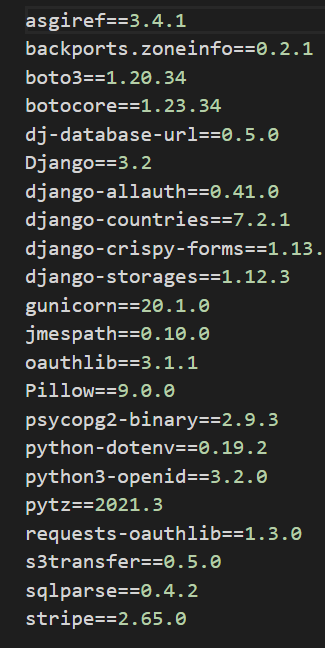 asgiref==3.4.1
backports.zoneinfo==0.2.1
boto3==1.20.34
botocore==1.23.34
dj-database-url==0.5.0
Django==3.2
django-allauth==0.41.0
django-countries==7.2.1
django-crispy-forms==1.13.
django-storages==1.12.3
gunicorn==20.1.0
jmespath==0.10.0
oauthlib==3.1.1
Pillow==9.0.0
psycopg2-binary==2.9.3
python-dotenv==0.19.2
python3-openid==3.2.0
pytz==2021.3
requests-oauthlib==1.3.0
s3transfer==0.5.0
sqlparse==0.4.2
stripe==2.65.0